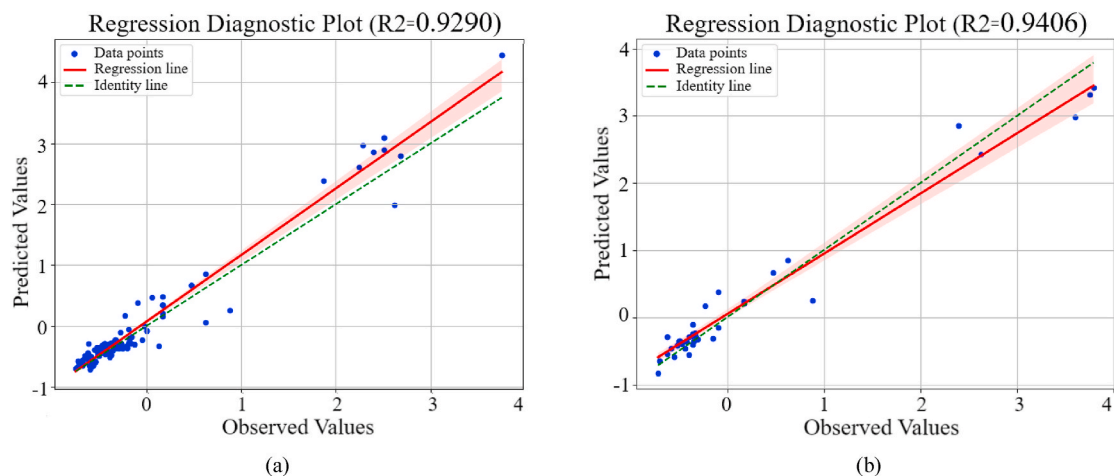 Regression Diagnostic Plot (R2=0.9290)
Data points
Regression line
Identity line
4
3
2
1
0
-1
Predicted Values
0
1
2
3
4
Observed Values
(a)
Regression Diagnostic Plot (R2=0.9406)
Data points
Regression line
Identity line
4
3
2
1
0
-1
Predicted Values
0
1
2
3
4
Observed Values
(b)